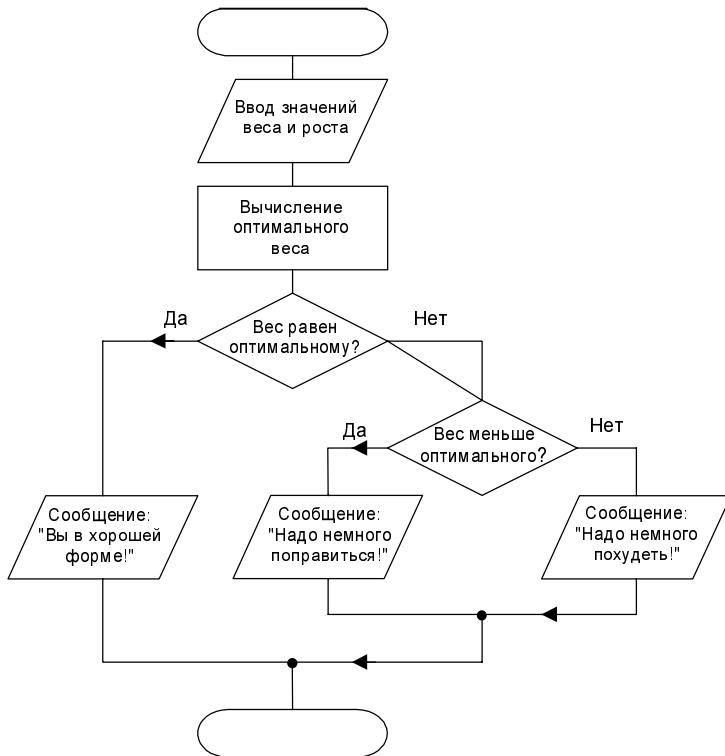 Ввод значений
веса и роста
Вычисление
оптимального
веса
Да
Вес равен
оптимальному?
Нет
Да
Вес меньше
оптимального?
Нет
Сообщение:
"Вы в хорошей
форме!"
Сообщение:
"Надо немного
поправиться!"
Сообщение:
"Надо немного
похудеть!"